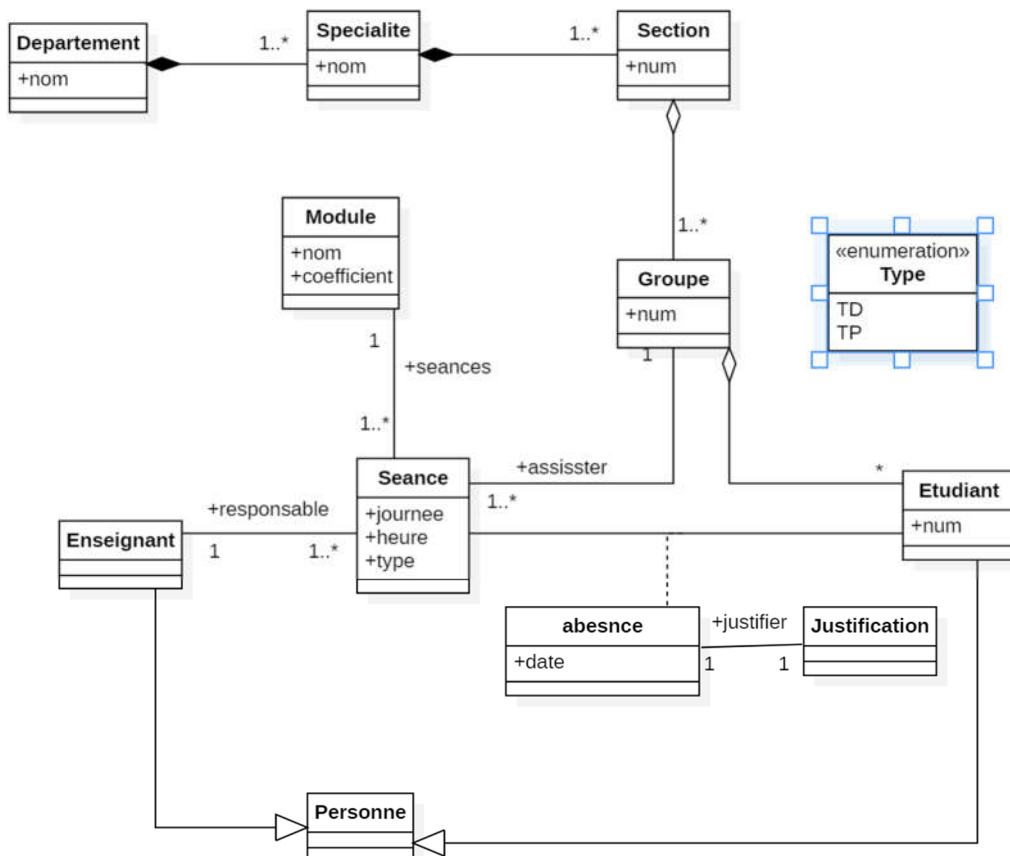 Departement
+nom
1..*
Specialite
+nom
1..*
Section
+num
1..*
Module
+nom
+coefficient
1
+seances
1..*
Groupe
+num
1
«enumeration»
Type
TD
TP
Seance
+journee
+heure
+type
+assisster
1..*
*
Etudiant
+num
Enseignant
+responsable
1
1..*
abesnce
+date
+justifier
1
1
Justification
Personne